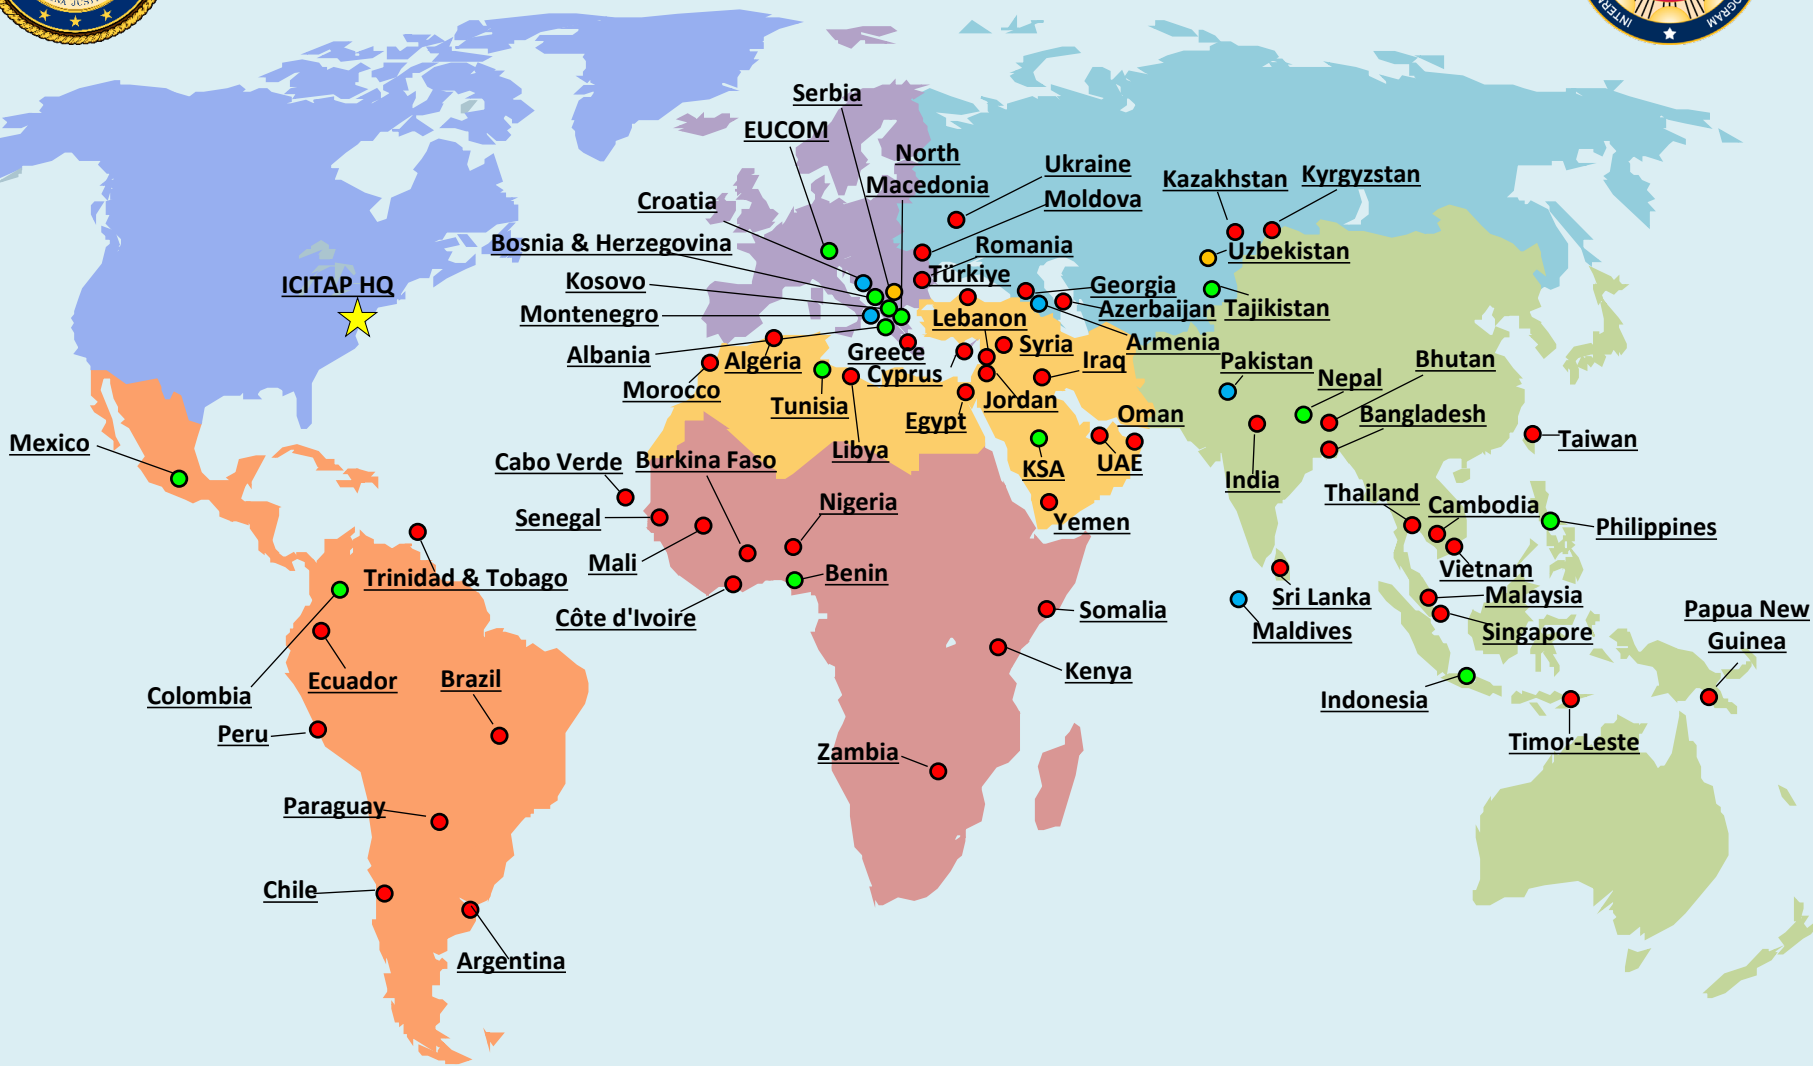 INTERN
OGRAM
NA JUSTI
Serbia
EUCOM
North
Macedonia
Ukraine
Moldova
Kazakhstan
Kyrgyzstan
Croatia
Bosnia & Herzegovina
Romania
Uzbekistan
Kosovo
Türkiye
ICITAP HQ
Georgia
Montenegro
Azerbaijan
Tajikistan
Lebanon
Albania
Algeria
Greece
Syria
Armenia
Iraq
Pakistan
Bhutan
Morocco
Cyprus
Nepal
Tunisia
Jordan
Egypt
Oman
Bangladesh
Mexico
Taiwan
Libya
Cabo Verde
Burkina Faso
KSA
UAE
India
Thailand
Cambodia
Senegal
Nigeria
Yemen
Philippines
Mali
Vietnam
Trinidad & Tobago
Benin
Sri Lanka
Malaysia
Côte d'Ivoire
Somalia
Maldives
Singapore
Papua New
Guinea
Colombia
Ecuador
Brazil
Kenya
Indonesia
Peru
Zambia
Timor-Leste
Paraguay
Chile
Argentina